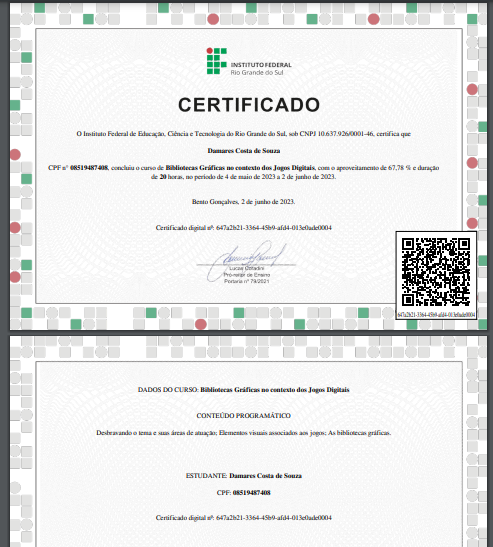 INSTITUTO FEDERAL
Rio Grande do Sul
CERTIFICADO
O Instituto Federal de Educação, Ciência e Tecnologia do Rio Grande do Sul, sob CNPJ 10.637.926/0001-46, certifica que
Damares Costa de Souza
CPF nº 08519487408, concluiu o curso de Bibliotecas Gráficas no contexto dos Jogos Digitais, com o aproveitamento de 67,78 % e duração
de 20 horas, no período de 4 de maio de 2023 a 2 de junho de 2023.
Bento Gonçalves, 2 de junho de 2023.
Certificado digital nº: 647a2b21-3364-45b9-afd4-013e0ade0004
Lucas Coradini
Pró-reitor de Ensino
Portaria nº 79/2021
647a2b21-3364-45b9-afd4-013e0ade0004
DADOS DO CURSO: Bibliotecas Gráficas no contexto dos Jogos Digitais
CONTEÚDO PROGRAMÁTICO
Desbravando o tema e suas áreas de atuação; Elementos visuais associados aos jogos; As bibliotecas gráficas.
ESTUDANTE: Damares Costa de Souza
CPF: 08519487408
Certificado digital nº: 647a2b21-3364-45b9-afd4-013e0ade0004